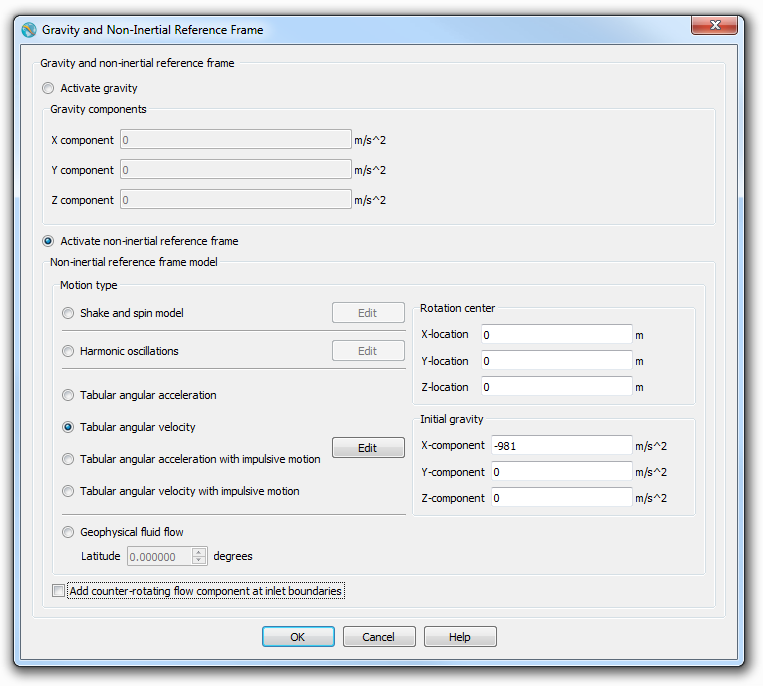 Gravity and Non-Inertial Reference Frame
Gravity and non-inertial reference frame
Activate gravity
Gravity components
X component 0 m/s^2
Y component 0 m/s^2
Z component 0 m/s^2
Activate non-inertial reference frame
Non-inertial reference frame model
Motion type
Shake and spin model Edit
Harmonic oscillations Edit
Tabular angular acceleration
Tabular angular velocity
Edit
Tabular angular acceleration with impulsive motion
Tabular angular velocity with impulsive motion
Geophysical fluid flow
Latitude 0.000000 degrees
Rotation center
X-location 0 m
Y-location 0 m
Z-location 0 m
Initial gravity
X-component -981 m/s^2
Y-component 0 m/s^2
Z-component 0 m/s^2
Add counter-rotating flow component at inlet boundaries
OK Cancel Help